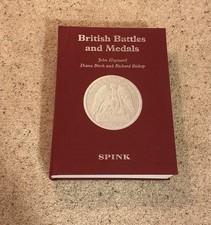 British Battles
and Medals
John Hayward
Diana Birch and Richard Bishop
SPINK